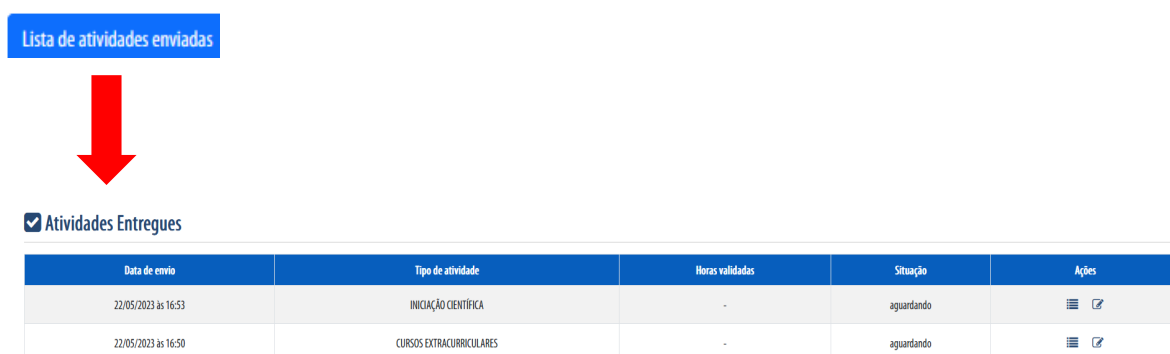 Lista de atividades enviadas
Atividades Entregues
Data de envio Tipo de atividade Horas validadas Situação Ações
22/05/2023 às 16:53 INICIAÇÃO CIENTÍFICA - aguardando
22/05/2023 às 16:50 CURSOS EXTRACURRICULARES - aguardando